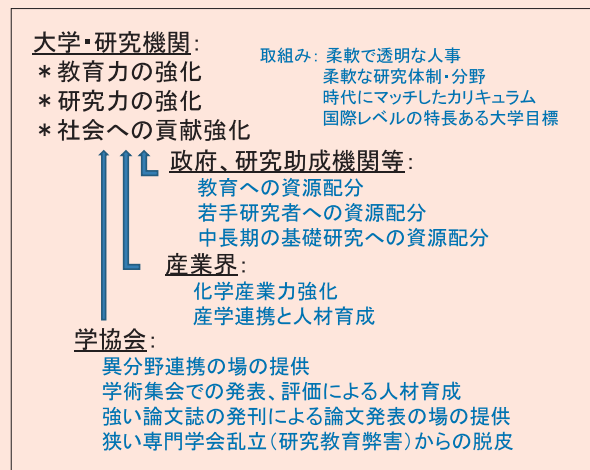 大学・研究機関:
＊教育力の強化
＊研究力の強化
＊社会への貢献強化
取組み: 柔軟で透明な人事
柔軟な研究体制・分野
時代にマッチしたカリキュラム
国際レベルの特長ある大学目標
政府、研究助成機関等:
教育への資源配分
若手研究者への資源配分
中長期の基礎研究への資源配分
産業界:
化学産業力強化
産学連携と人材育成
学協会:
異分野連携の場の提供
学術集会での発表、評価による人材育成
強い論文誌の発刊による論文発表の場の提供
狭い専門学会乱立(研究教育弊害)からの脱皮